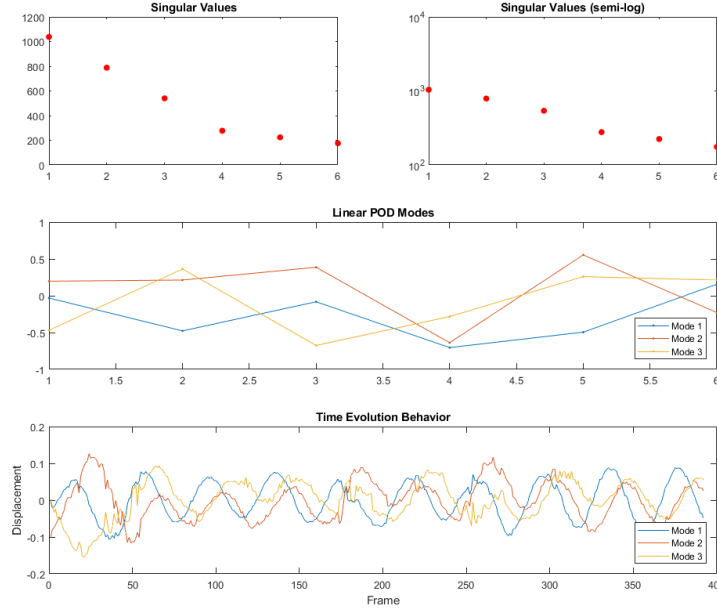 Singular Values
1200
1000
800
600
400
200
0
1 2 3 4 5 6
Singular Values (semi-log)
10^4
10^3
10^2
1 2 3 4 5 6
Linear POD Modes
1
0.5
0
-0.5
-1
1 1.5 2 2.5 3 3.5 4 4.5 5 5.5 6
Mode 1
Mode 2
Mode 3
Time Evolution Behavior
Displacement
0.2
0.1
0
-0.1
-0.2
0 50 100 150 200 250 300 350 400
Frame
Mode 1
Mode 2
Mode 3